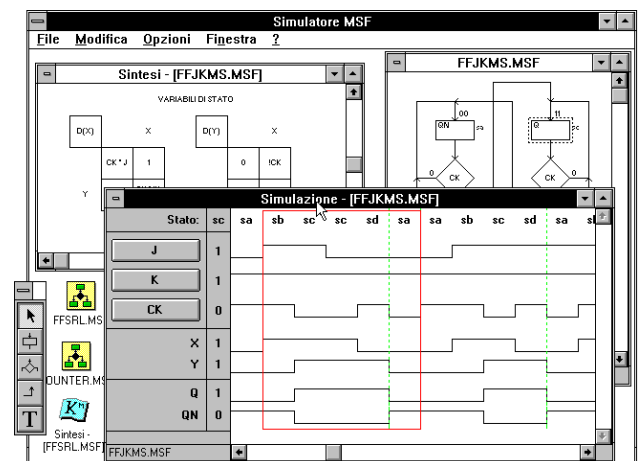 Simulatore MSF
File Modifica Opzioni Finestra ?
Sintesi - [FFJKMS.MSF]
VARIABILI DI STATO
D(X) X D(Y) X
CK * J 1 0 !CK
Y
FFJKMS.MSF
00 11
QN sa Q sc
0 CK 0 CK
Simulazione - [FFJKMS.MSF]
Stato: sc sa sb sc sc sd sa sa sb sc sd sa
J 1
K 1
CK 0
X 1
Y 1
Q 1
QN 0
FFJKMS.MSF
FFSRL.MS
OUNTER.MS
Sintesi -
[FFSRL.MSF]
T